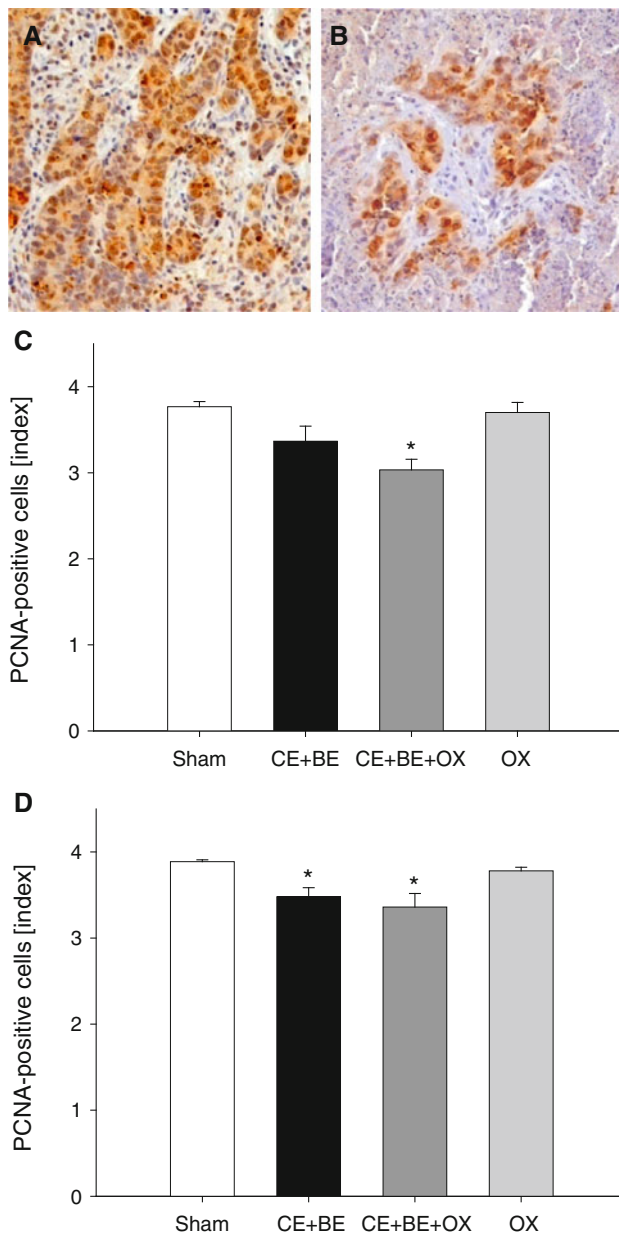 A
B
C
PCNA-positive cells [index]
4
3
2
1
0
*
Sham CE+BE CE+BE+OX OX
D
PCNA-positive cells [index]
4
3
2
1
0
* *
Sham CE+BE CE+BE+OX OX